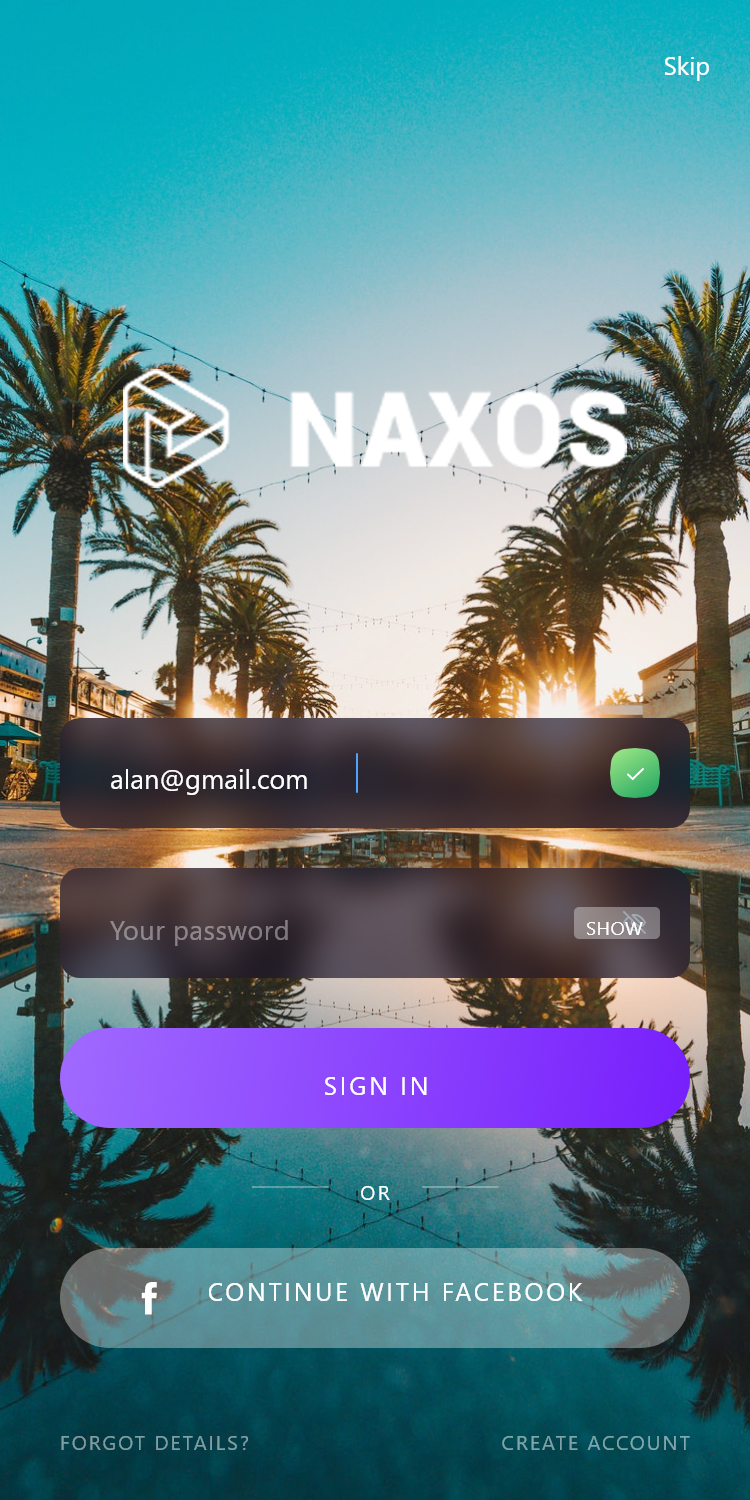 Skip
NAXOS
alan@gmail.com
Your password
SHOW
SIGN IN
OR
f CONTINUE WITH FACEBOOK
FORGOT DETAILS? CREATE ACCOUNT